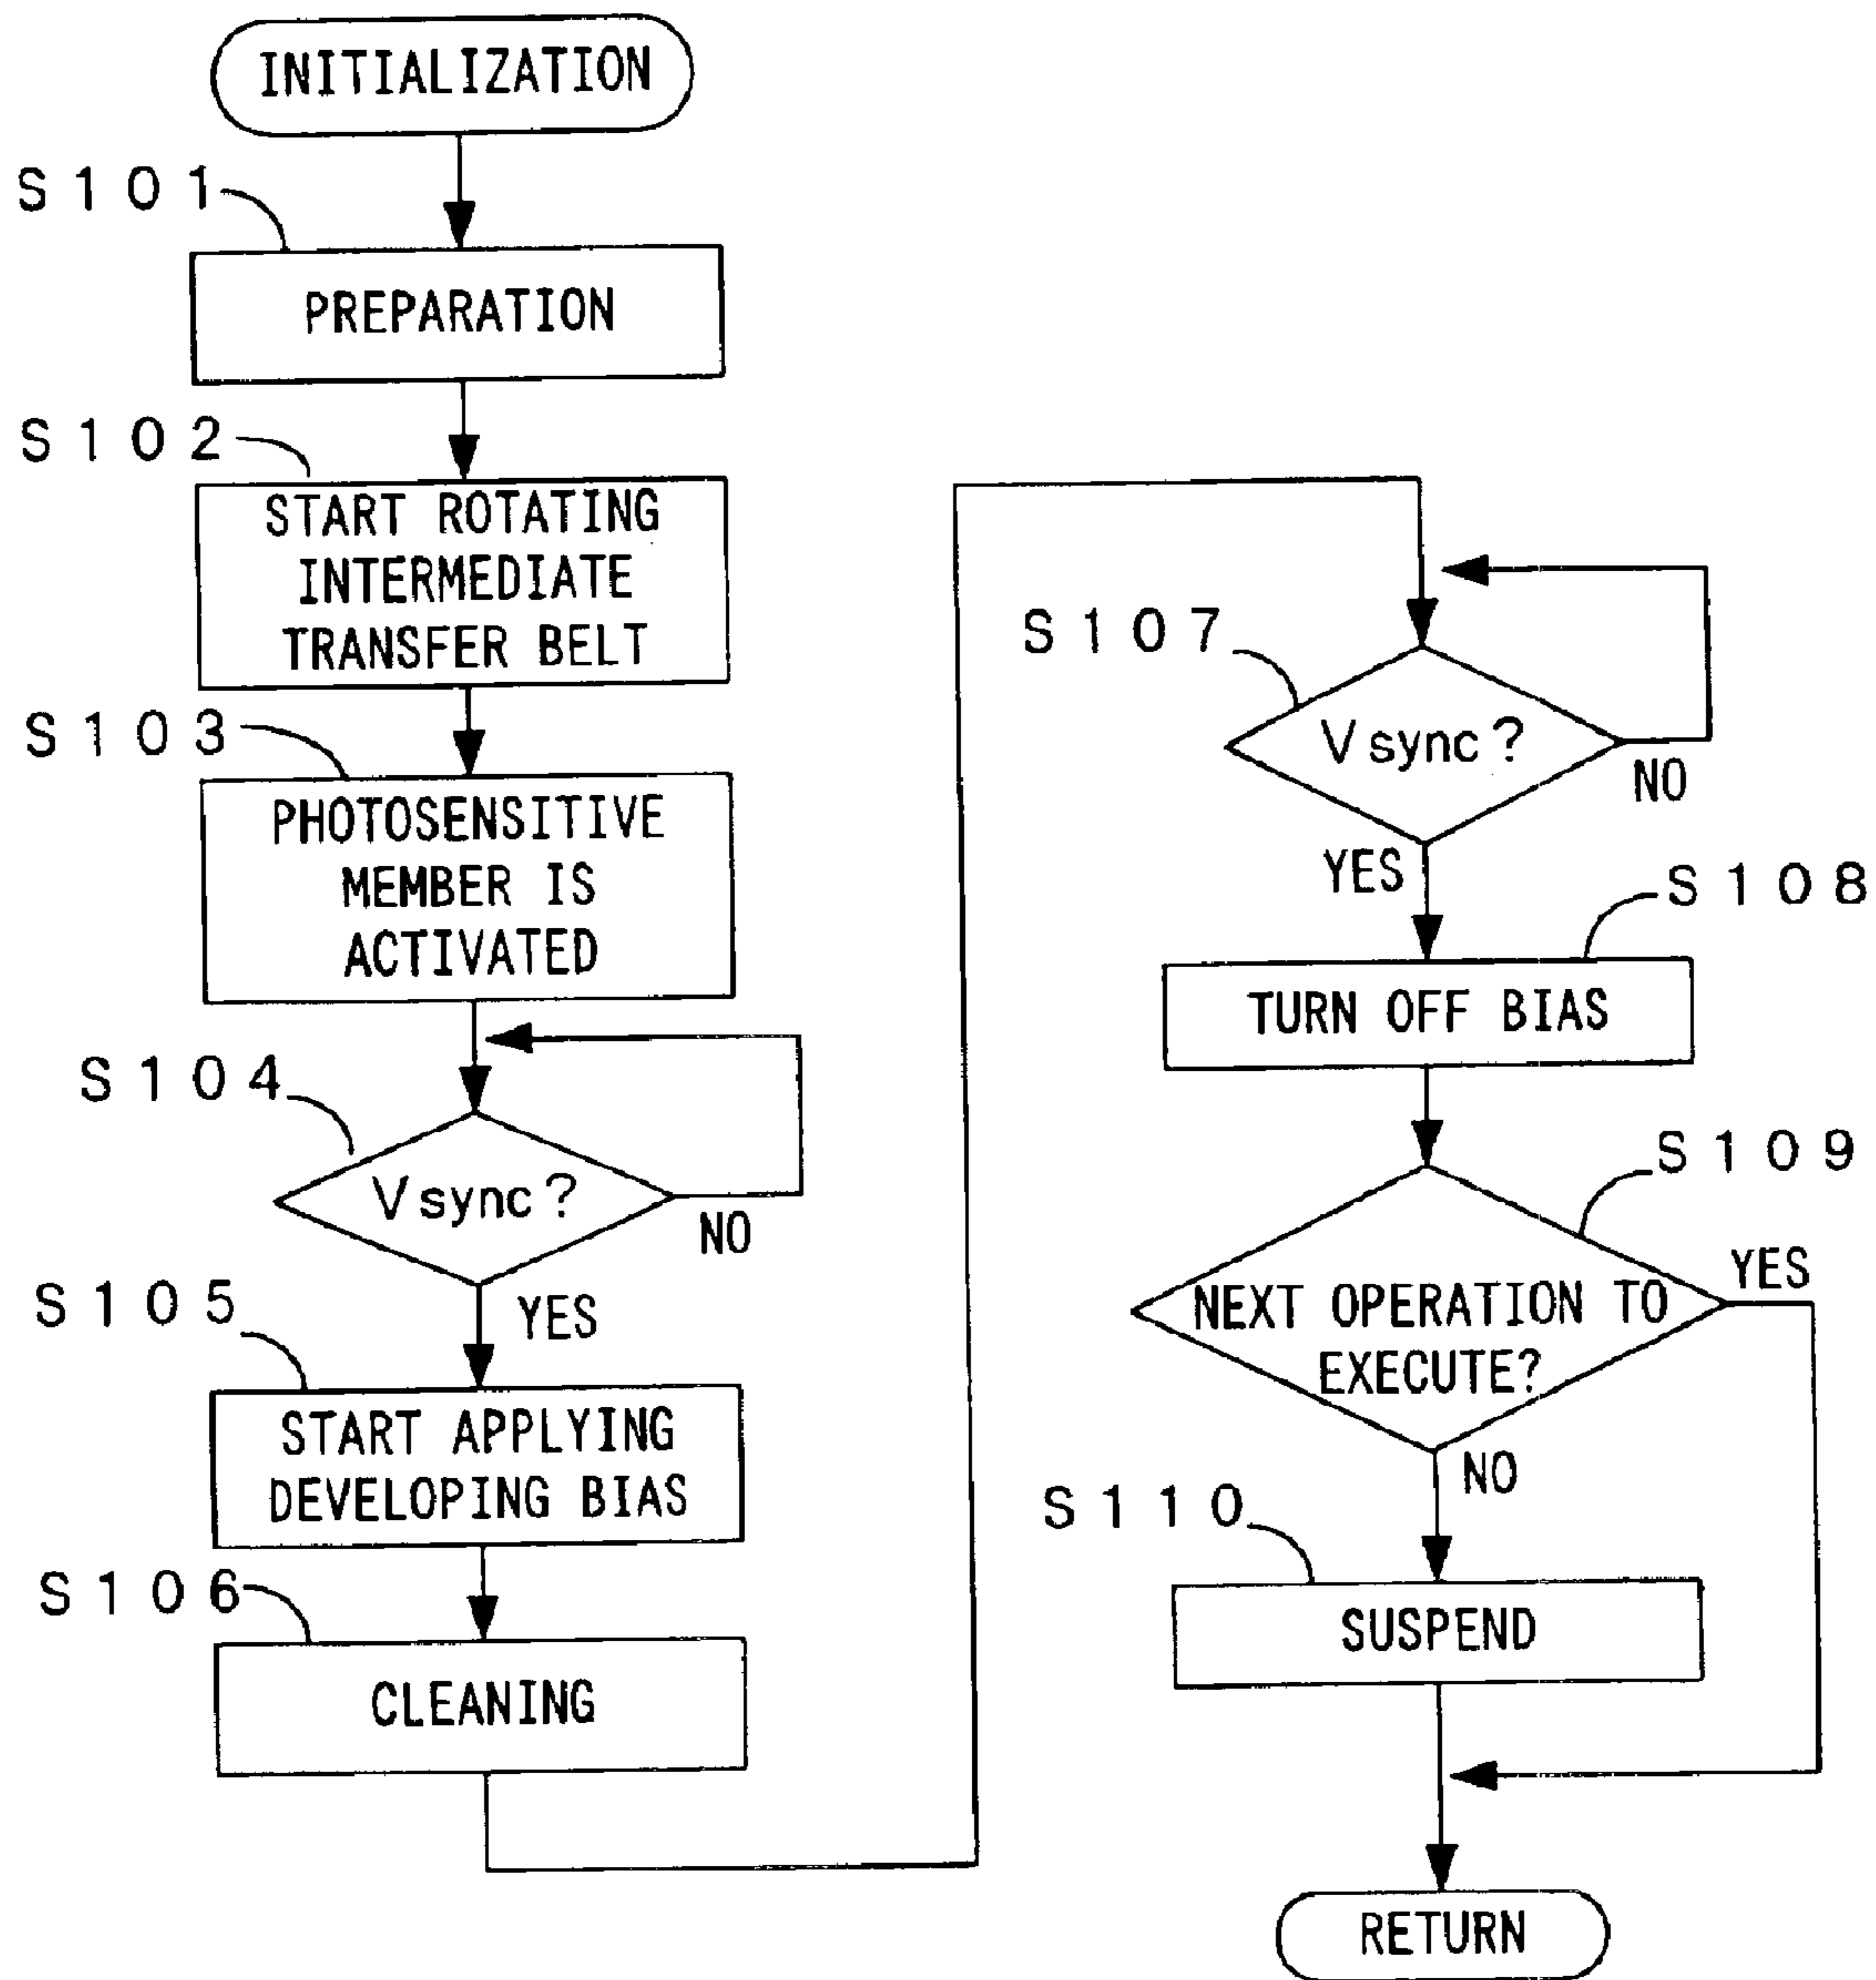 INITIALIZATION
S101
PREPARATION
S102
START ROTATING
INTERMEDIATE
TRANSFER BELT
S103
PHOTOSENSITIVE
MEMBER IS
ACTIVATED
S104
Vsync?
NO
YES
S105
START APPLYING
DEVELOPING BIAS
S106
CLEANING
S107
Vsync?
NO
YES
S108
TURN OFF BIAS
S109
NEXT OPERATION TO
EXECUTE?
YES
NO
S110
SUSPEND
RETURN